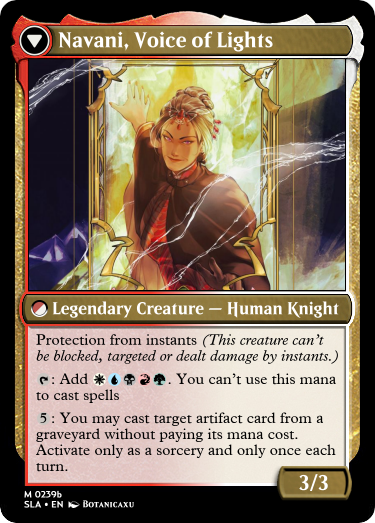 Navani, Voice of Lights
Legendary Creature — Human Knight
Protection from instants (This creature can't
be blocked, targeted or dealt damage by instants.)
: Add . You can't use this mana
to cast spells
5: You may cast target artifact card from a
graveyard without paying its mana cost.
Activate only as a sorcery and only once each
turn.
3/3
M 0239b
SLA • EN Botanicaxu